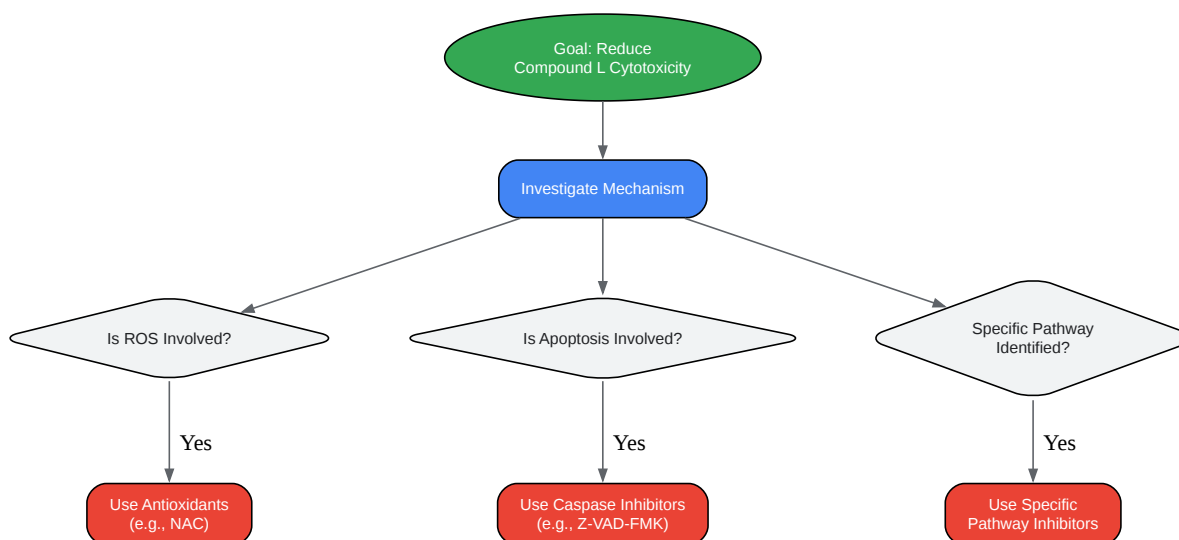 Goal: Reduce
Compound L Cytotoxicity
Investigate Mechanism
Is ROS Involved?
Is Apoptosis Involved?
Specific Pathway
Identified?
Yes
Yes
Yes
Use Antioxidants
(e.g., NAC)
Use Caspase Inhibitors
(e.g., Z-VAD-FMK)
Use Specific
Pathway Inhibitors